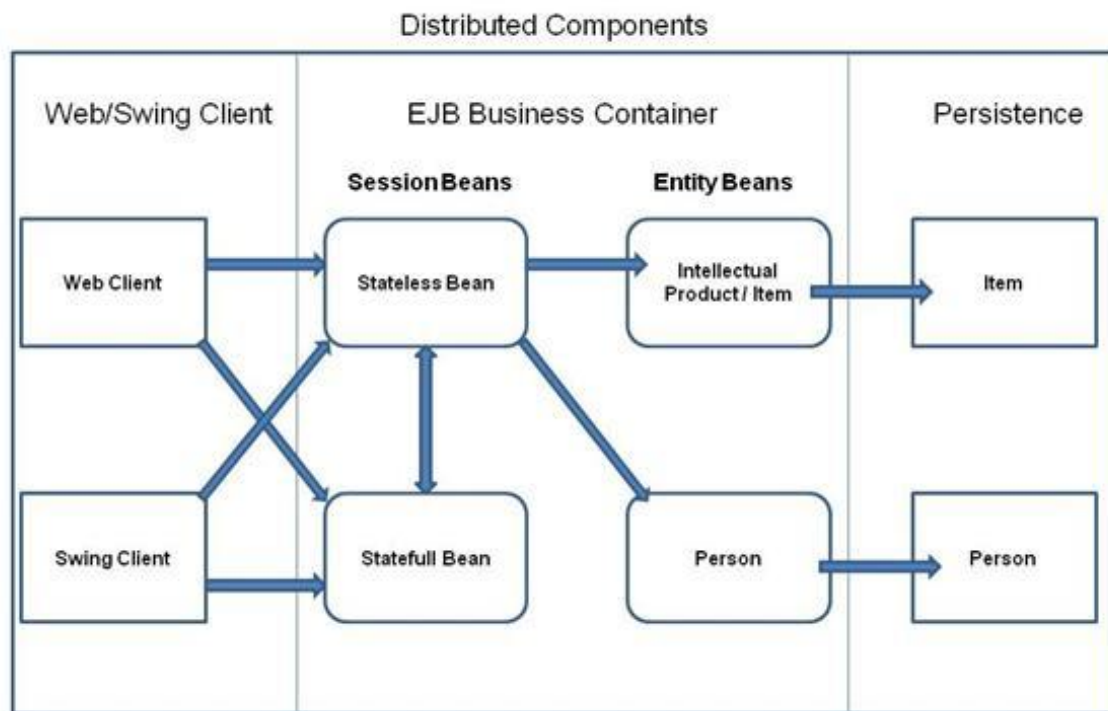 Distributed Components
Web/Swing Client
EJB Business Container
Persistence
Session Beans
Entity Beans
Web Client
Stateless Bean
Intellectual
Product / Item
Item
Swing Client
Statefull Bean
Person
Person